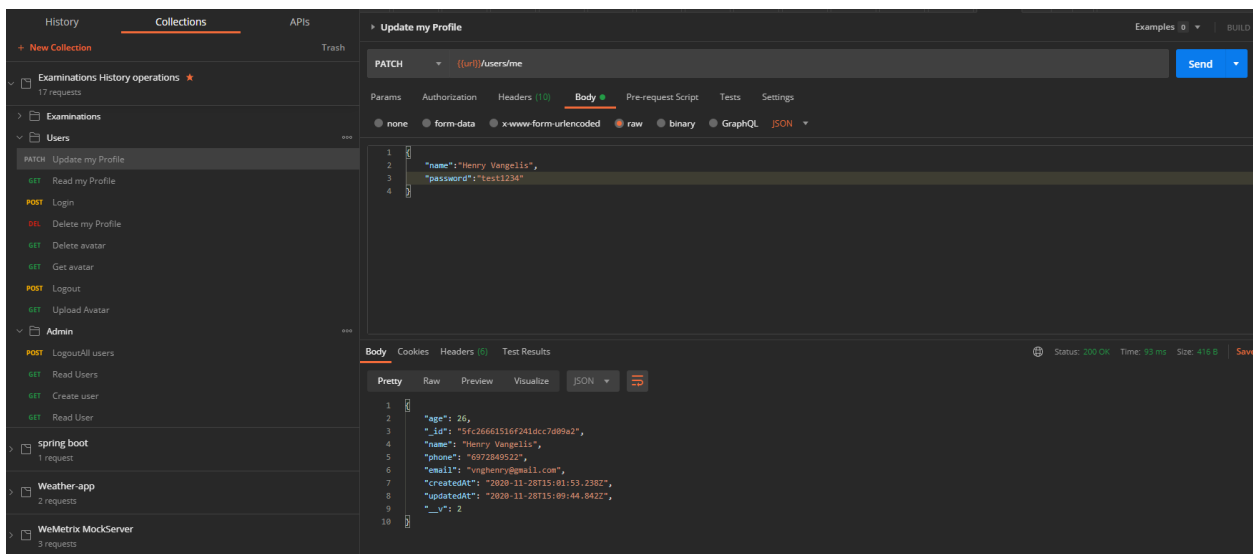 History Collections APIs
+ New Collection Trash
Examinations History operations
17 requests
Examinations
Users
PATCH Update my Profile
GET Read my Profile
POST Login
DEL Delete my Profile
GET Delete avatar
GET Get avatar
POST Logout
GET Upload Avatar
Admin
POST LogoutAll users
GET Read Users
GET Create user
GET Read User
spring boot
1 request
Weather-app
2 requests
WeMetrix MockServer
3 requests
Update my Profile Examples 0 BUILD
PATCH {{url}}/users/me Send
Params Authorization Headers (10) Body Pre-request Script Tests Settings
none form-data x-www-form-urlencoded raw binary GraphQL JSON
1 {
2 "name":"Henry Vangelis",
3 "password":"test1234"
4 }
Body Cookies Headers (6) Test Results Status: 200 OK Time: 93 ms Size: 416 B Save
Pretty Raw Preview Visualize JSON
1 {
2 "age": 26,
3 "_id": "5fc26661516f241dcc7d09a2",
4 "name": "Henry Vangelis",
5 "phone": "6972849522",
6 "email": "vnghenry@gmail.com",
7 "createdAt": "2020-11-28T15:01:53.238Z",
8 "updatedAt": "2020-11-28T15:09:44.842Z",
9 "__v": 2
10 }